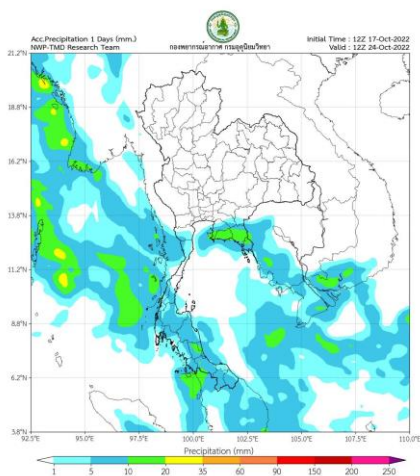 Acc.Precipitation 1 Days (mm.)
NWP-TMD Research Team
กองพยากรณ์อากาศ กรมอุตุนิยมวิทยา
Initial Time : 12Z 17-Oct-2022
Valid : 12Z 24-Oct-2022
21.2°N
18.8°N
16.2°N
13.8°N
11.2°N
8.8°N
6.2°N
3.8°N
92.5°E 95.0°E 97.5°E 100.0°E 102.5°E 105.0°E 107.5°E 110.0°E
Precipitation (mm)
1 5 10 20 35 60 90 150 200 250